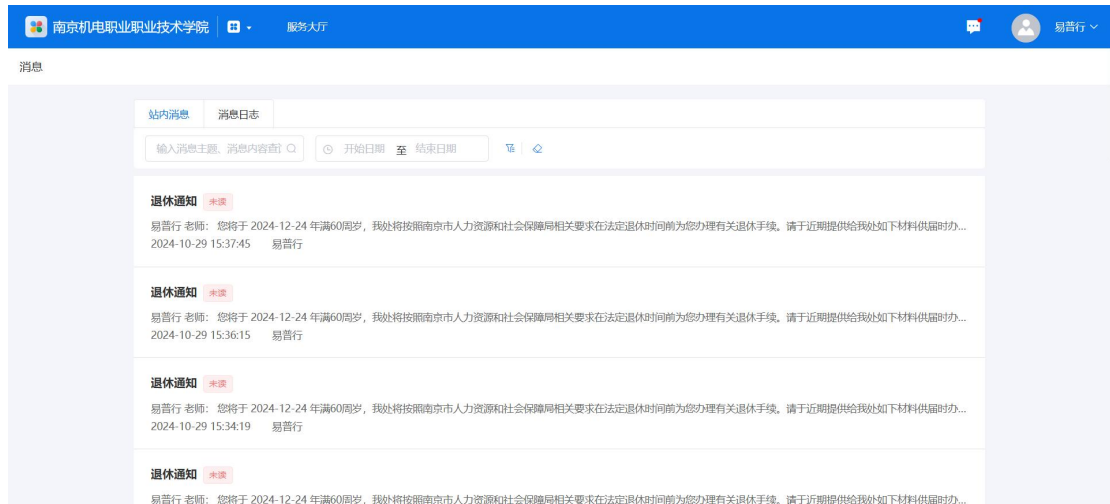 南京机电职业职业技术学院
服务大厅
易普行
消息
站内消息 消息日志
输入消息主题、消息内容查 开始日期 至 结束日期
退休通知 未读
易普行 老师： 您将于 2024-12-24 年满60周岁，我处将按照南京市人力资源和社会保障局相关要求在法定退休时间前为您办理有关退休手续。请于近期提供给我处如下材料供届时办...
2024-10-29 15:37:45 易普行
退休通知 未读
易普行 老师： 您将于 2024-12-24 年满60周岁，我处将按照南京市人力资源和社会保障局相关要求在法定退休时间前为您办理有关退休手续。请于近期提供给我处如下材料供届时办...
2024-10-29 15:36:15 易普行
退休通知 未读
易普行 老师： 您将于 2024-12-24 年满60周岁，我处将按照南京市人力资源和社会保障局相关要求在法定退休时间前为您办理有关退休手续。请于近期提供给我处如下材料供届时办...
2024-10-29 15:34:19 易普行
退休通知 未读
易普行 老师： 您将于 2024-12-24 年满60周岁，我处将按照南京市人力资源和社会保障局相关要求在法定退休时间前为您办理有关退休手续。请于近期提供给我处如下材料供届时办...